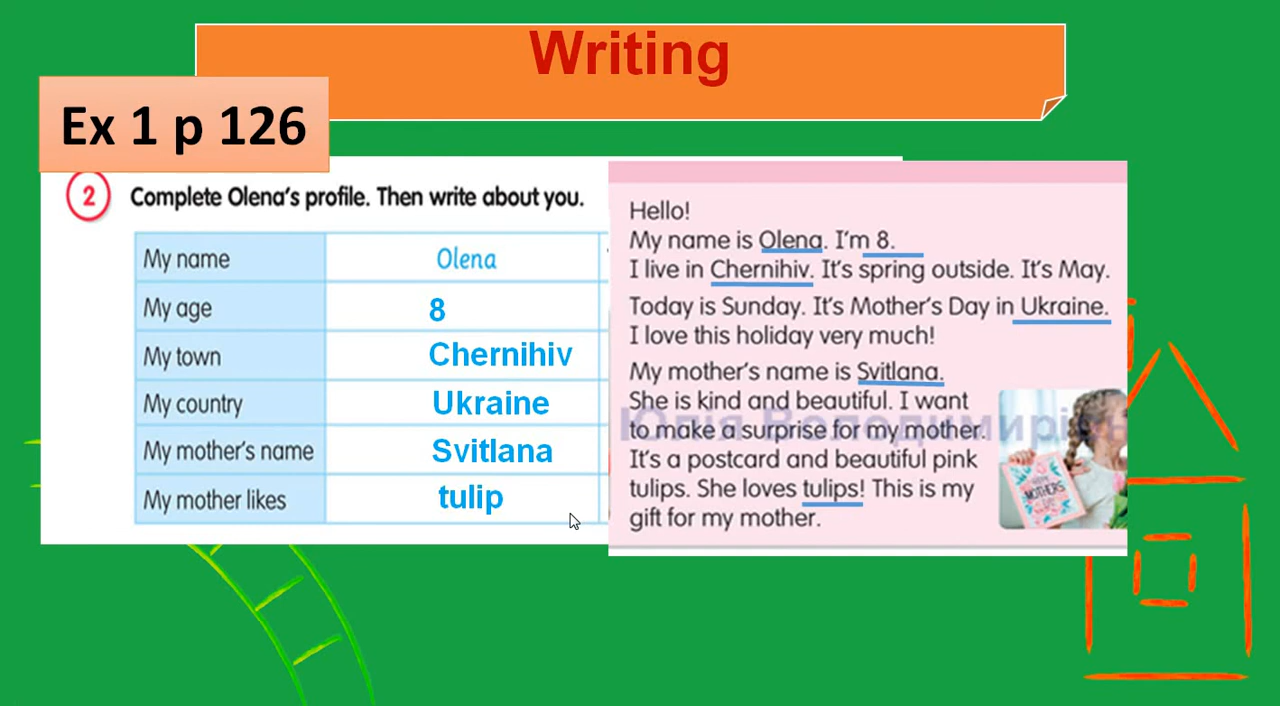 Writing
Ex 1 p 126
2 Complete Olena's profile. Then write about you.
My name Olena
My age 8
My town Chernihiv
My country Ukraine
My mother's name Svitlana
My mother likes tulip
Hello!
My name is Olena. I'm 8.
I live in Chernihiv. It's spring outside. It's May.
Today is Sunday. It's Mother's Day in Ukraine.
I love this holiday very much!
My mother's name is Svitlana.
She is kind and beautiful. I want
to make a surprise for my mother.
It's a postcard and beautiful pink
tulips. She loves tulips! This is my
gift for my mother.
Юлія
MOTHERS
DAY